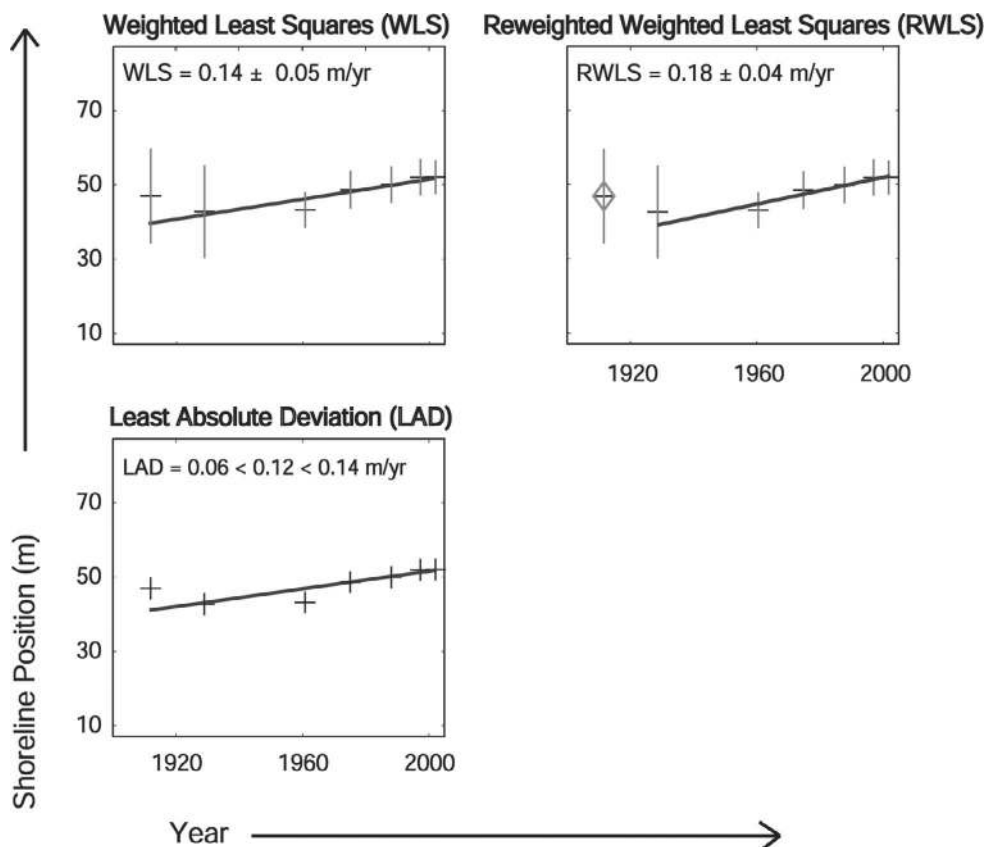 Weighted Least Squares (WLS)
Reweighted Weighted Least Squares (RWLS)
WLS = 0.14 ± 0.05 m/yr
RWLS = 0.18 ± 0.04 m/yr
70
50
30
10
1920 1960 2000
Least Absolute Deviation (LAD)
LAD = 0.06 < 0.12 < 0.14 m/yr
70
50
30
10
1920 1960 2000
Shoreline Position (m)
Year